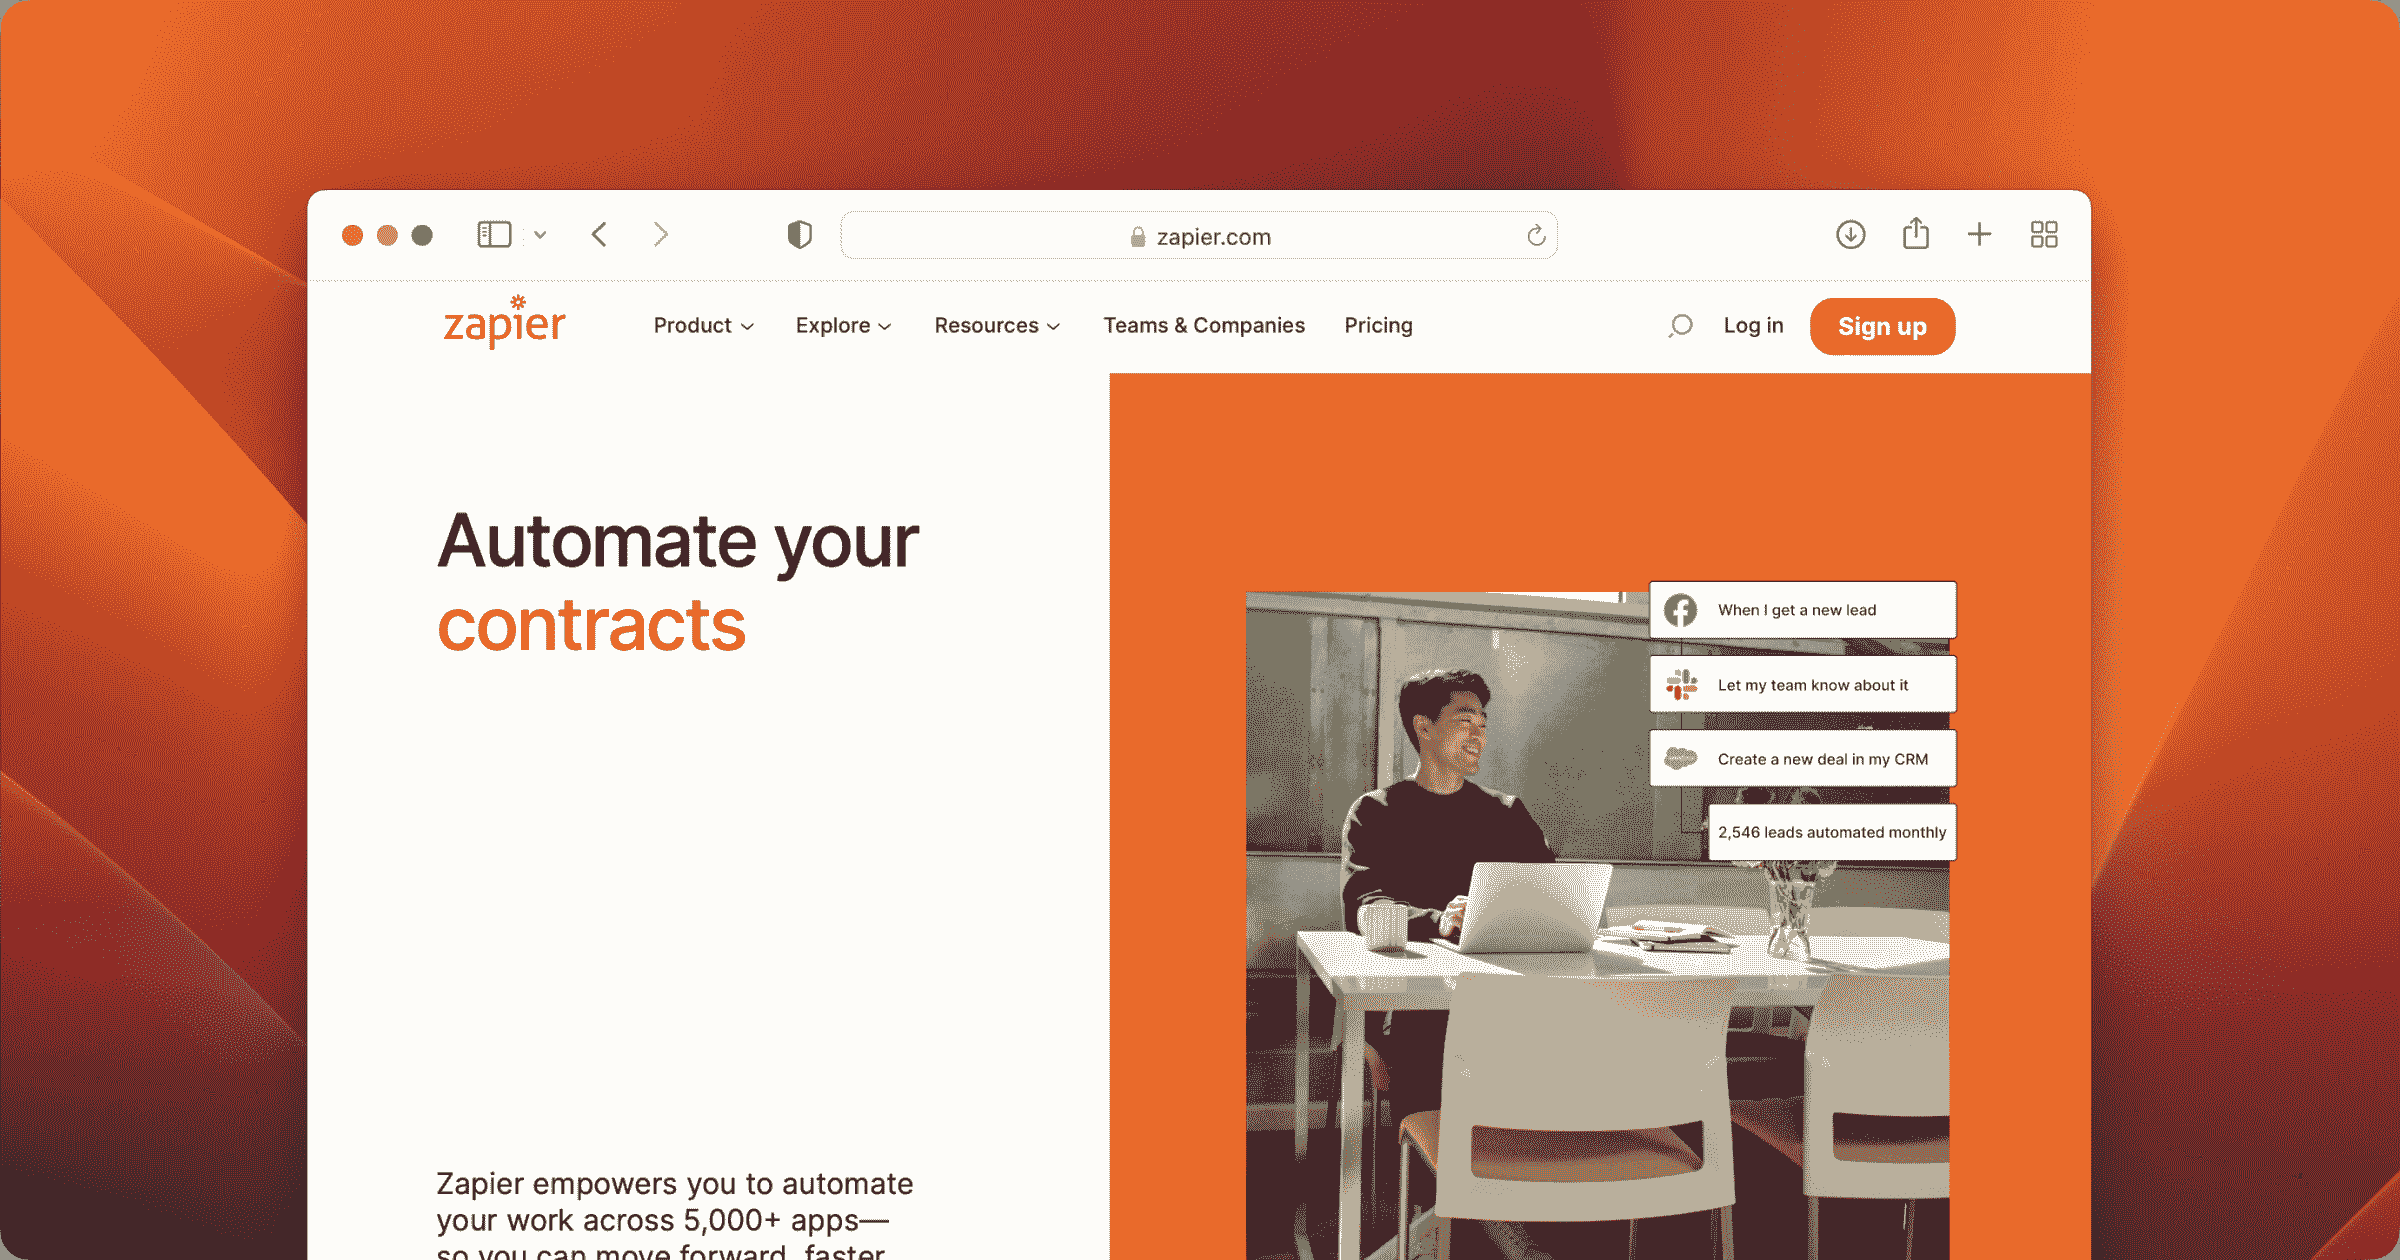 zapier.com
zapier
Product
Explore
Resources
Teams & Companies
Pricing
Log in
Sign up
Automate your
contracts
When I get a new lead
Let my team know about it
Create a new deal in my CRM
2,546 leads automated monthly
Zapier empowers you to automate
your work across 5,000+ apps—
so you can move forward, faster